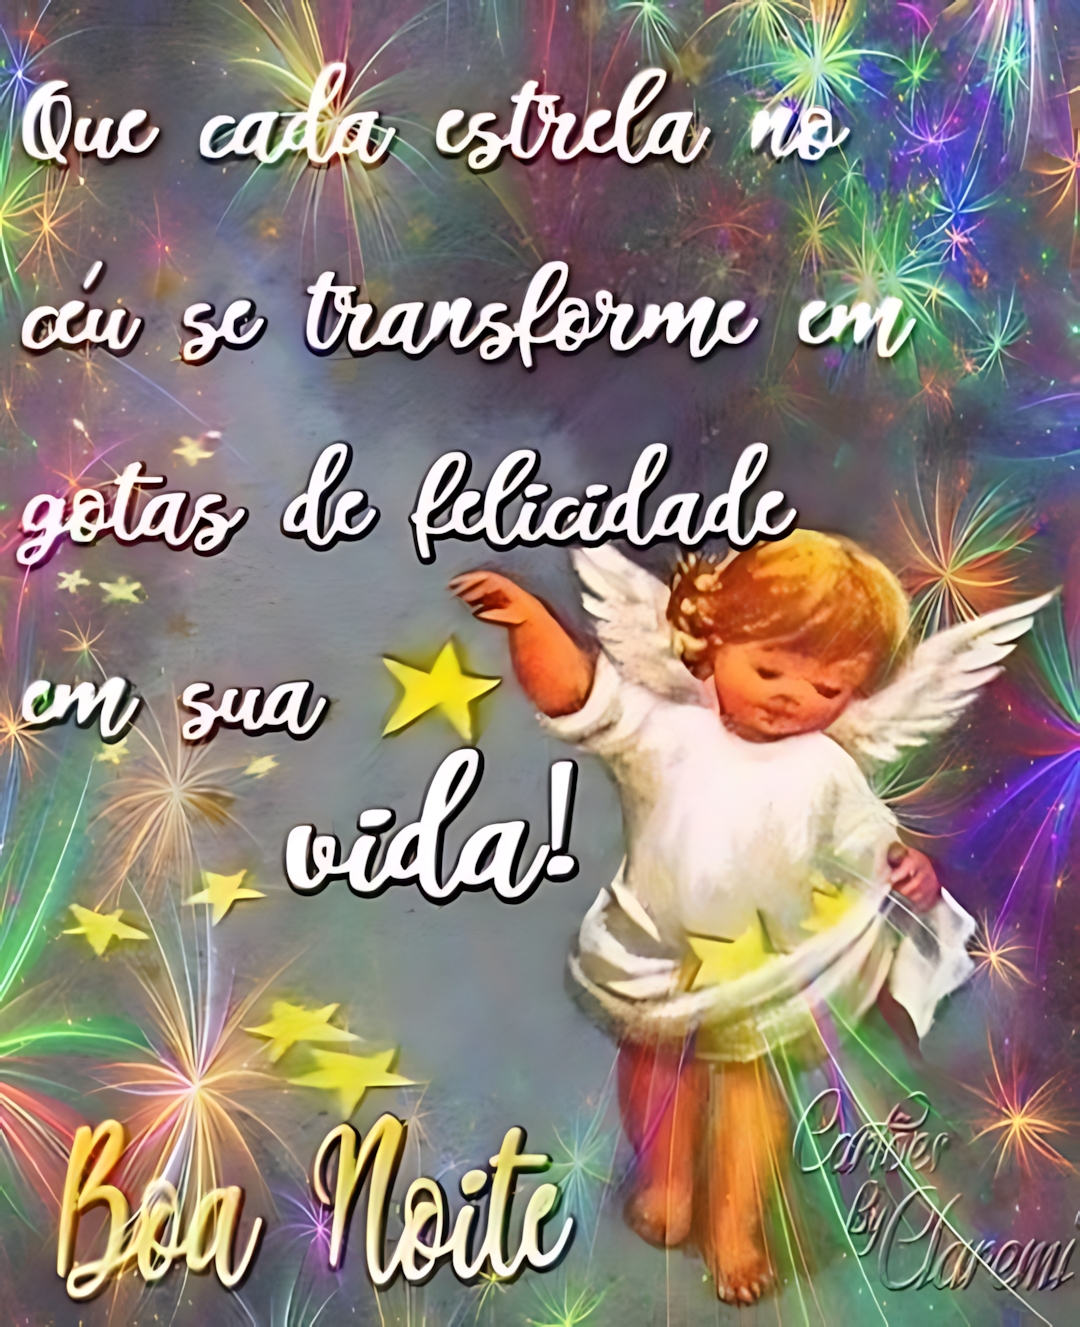 Que cada estrela no
céu se transforme em
gotas de felicidade
em sua
vida!
Boa Noite
Cartões
By Claremi